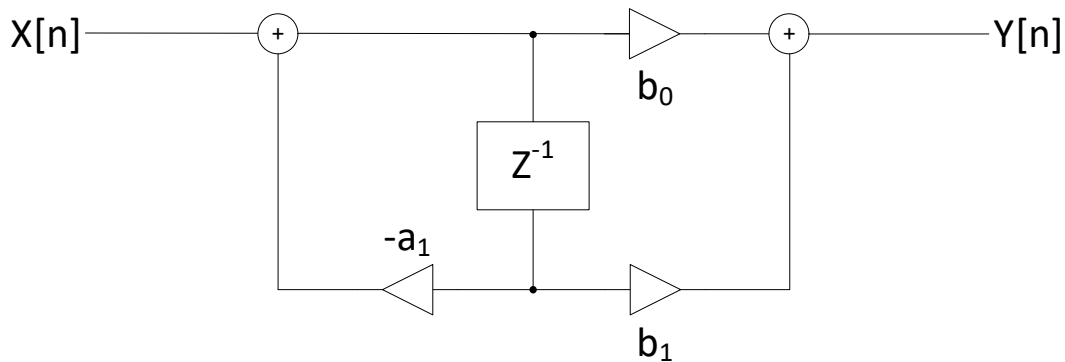 X[n]
+
+
Y[n]
b₀
Z⁻¹
-a₁
b₁